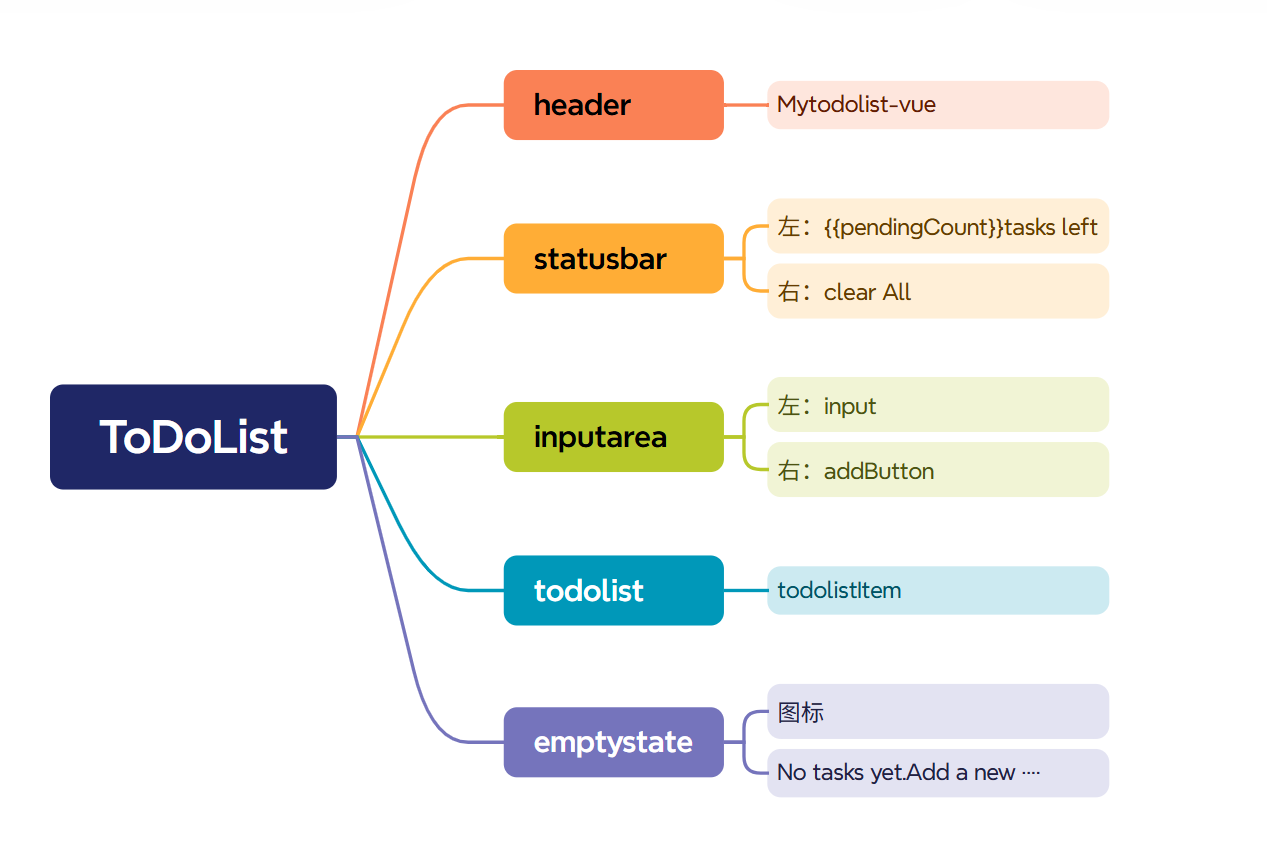 ToDoList
header
Mytodolist-vue
statusbar
左：{{pendingCount}}tasks left
右：clear All
inputarea
左：input
右：addButton
todolist
todolistItem
emptystate
图标
No tasks yet.Add a new ····